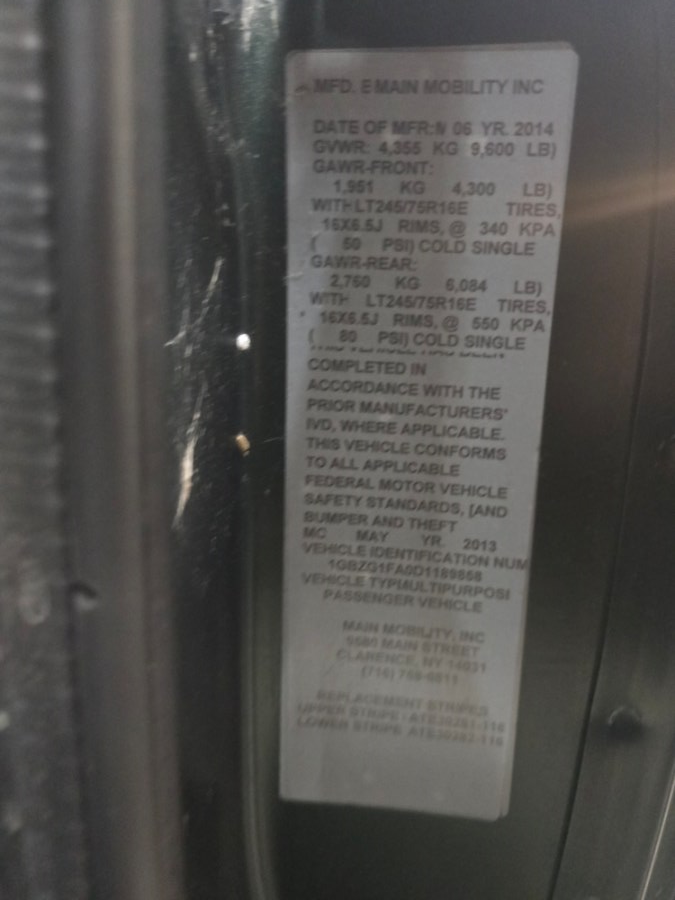 MFD. E MAIN MOBILITY INC
DATE OF MFR: 06 YR. 2014
GVWR: 4,355 KG 9,600 LB)
GAWR-FRONT:
1,951 KG 4,300 LB)
WITH LT245/75R16E TIRES,
16X6.5J RIMS, @ 340 KPA
( 50 PSI) COLD SINGLE
GAWR-REAR:
2,760 KG 6,084 LB)
WITH LT245/75R16E TIRES,
16X6.5J RIMS, @ 550 KPA
( 80 PSI) COLD SINGLE
COMPLETED IN
ACCORDANCE WITH THE
PRIOR MANUFACTURERS'
IVD, WHERE APPLICABLE.
THIS VEHICLE CONFORMS
TO ALL APPLICABLE
FEDERAL MOTOR VEHICLE
SAFETY STANDARDS, [AND
BUMPER AND THEFT
MC MAY YR. 2013
VEHICLE IDENTIFICATION NUM
VEHICLE TYPMULTIPURPOSI
PASSENGER VEHICLE
MAIN MOBILITY, INC
MAIN STREET
CLARENCE, NY 14031
REPLACEMENT STRIPES
UPPER STRIPE:
LOWER STRIPE: